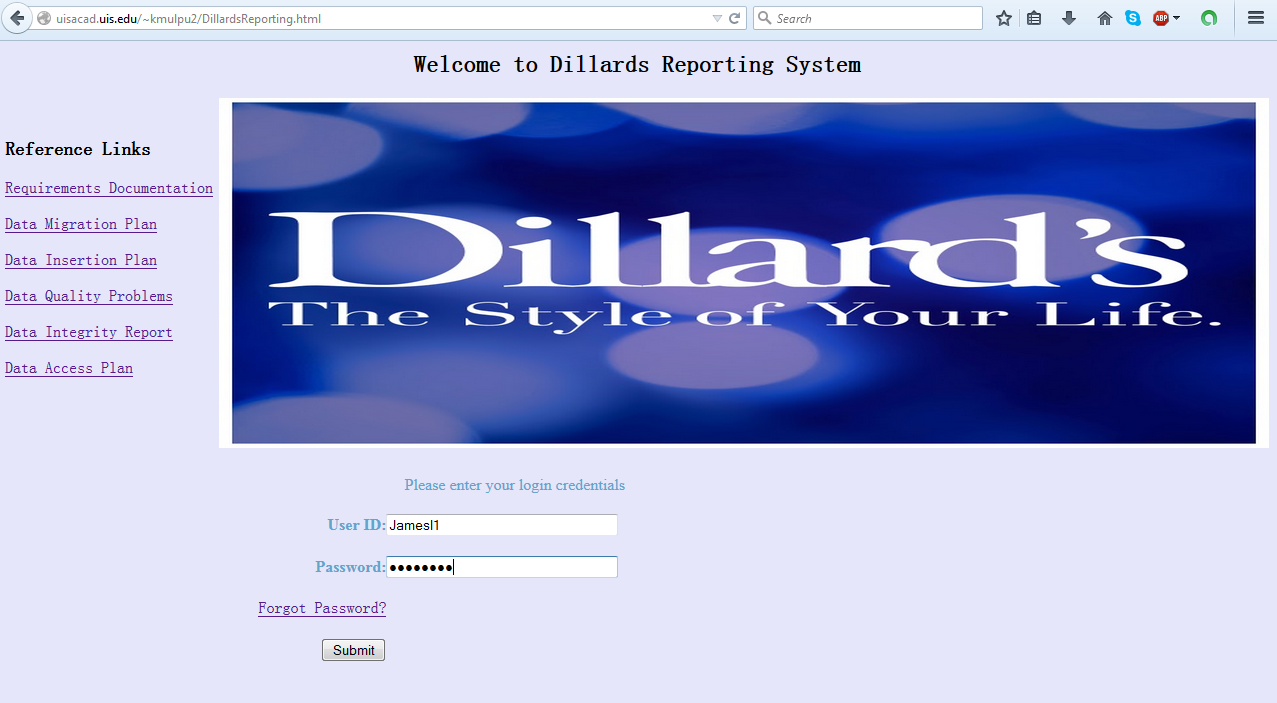 uisacad.uis.edu/~kmulpu2/DillardsReporting.html
Search
ABP
Welcome to Dillards Reporting System
Reference Links
Requirements Documentation
Data Migration Plan
Data Insertion Plan
Data Quality Problems
Data Integrity Report
Data Access Plan
Dillard's
The Style of Your Life.
Please enter your login credentials
User ID: Jamesl1
Password: ••••••••
Forgot Password?
Submit